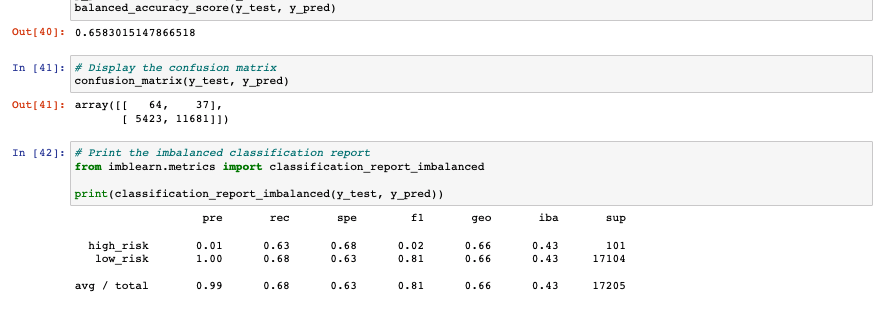 balanced_accuracy_score(y_test, y_pred)
Out[40]: 0.6583015147866518
In [41]: # Display the confusion matrix
confusion_matrix(y_test, y_pred)
Out[41]: array([[   64,    37],
       [ 5423, 11681]])
In [42]: # Print the imbalanced classification report
from imblearn.metrics import classification_report_imbalanced
print(classification_report_imbalanced(y_test, y_pred))
pre rec spe f1 geo iba sup
high_risk 0.01 0.63 0.68 0.02 0.66 0.43 101
low_risk 1.00 0.68 0.63 0.81 0.66 0.43 17104
avg / total 0.99 0.68 0.63 0.81 0.66 0.43 17205